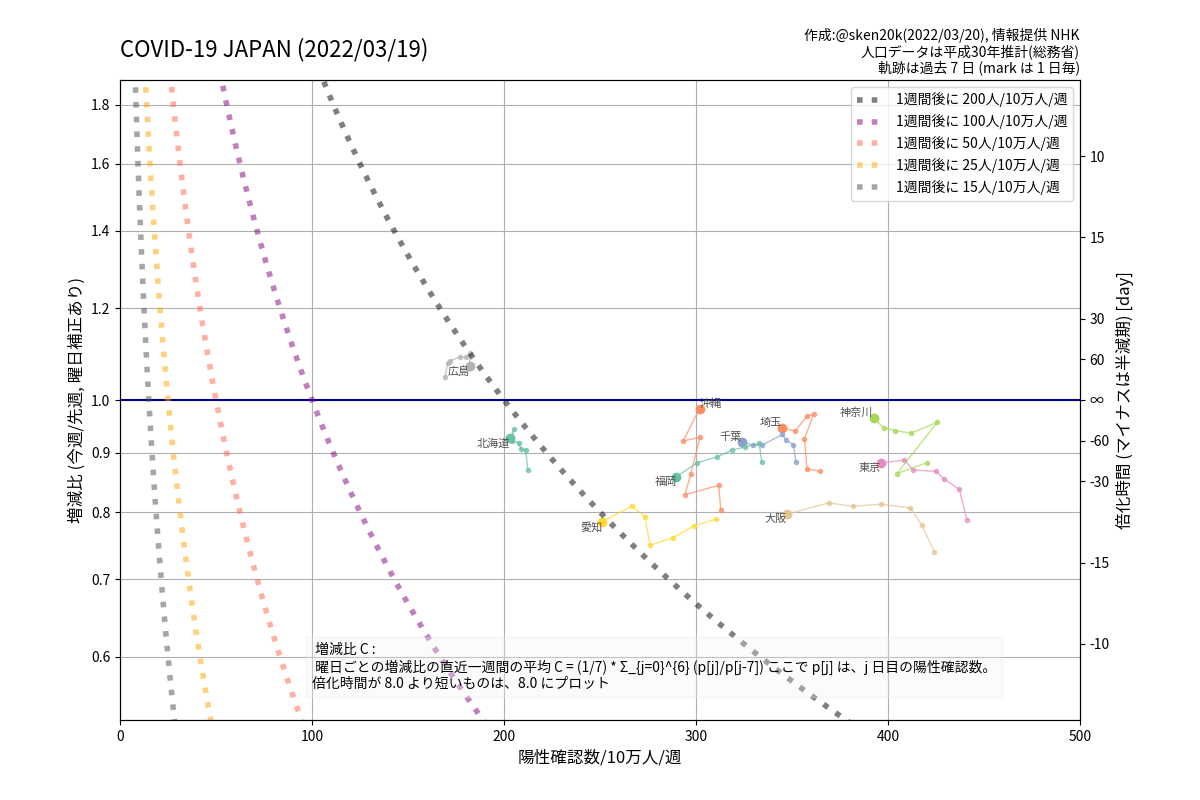 COVID-19 JAPAN (2022/03/19)
作成:@sken20k(2022/03/20), 情報提供 NHK
人口データは平成30年推計(総務省)
軌跡は過去 7 日 (mark は 1 日毎)
1週間後に 200人/10万人/週
1週間後に 100人/10万人/週
1週間後に 50人/10万人/週
1週間後に 25人/10万人/週
1週間後に 15人/10万人/週
1.8
1.6
1.4
1.2
1.0
0.9
0.8
0.7
0.6
増減比 (今週/先週, 曜日補正あり)
10
15
30
60
∞
-60
-30
-15
-10
倍化時間 (マイナスは半減期) [day]
広島
沖縄
神奈川
埼玉
千葉
北海道
東京
福岡
大阪
愛知
増減比 C :
曜日ごとの増減比の直近一週間の平均 C = (1/7) * Σ_{j=0}^{6} (p[j]/p[j-7]) ここで p[j] は、j 日目の陽性確認数。
倍化時間が 8.0 より短いものは、8.0 にプロット
0
100
200
300
400
500
陽性確認数/10万人/週